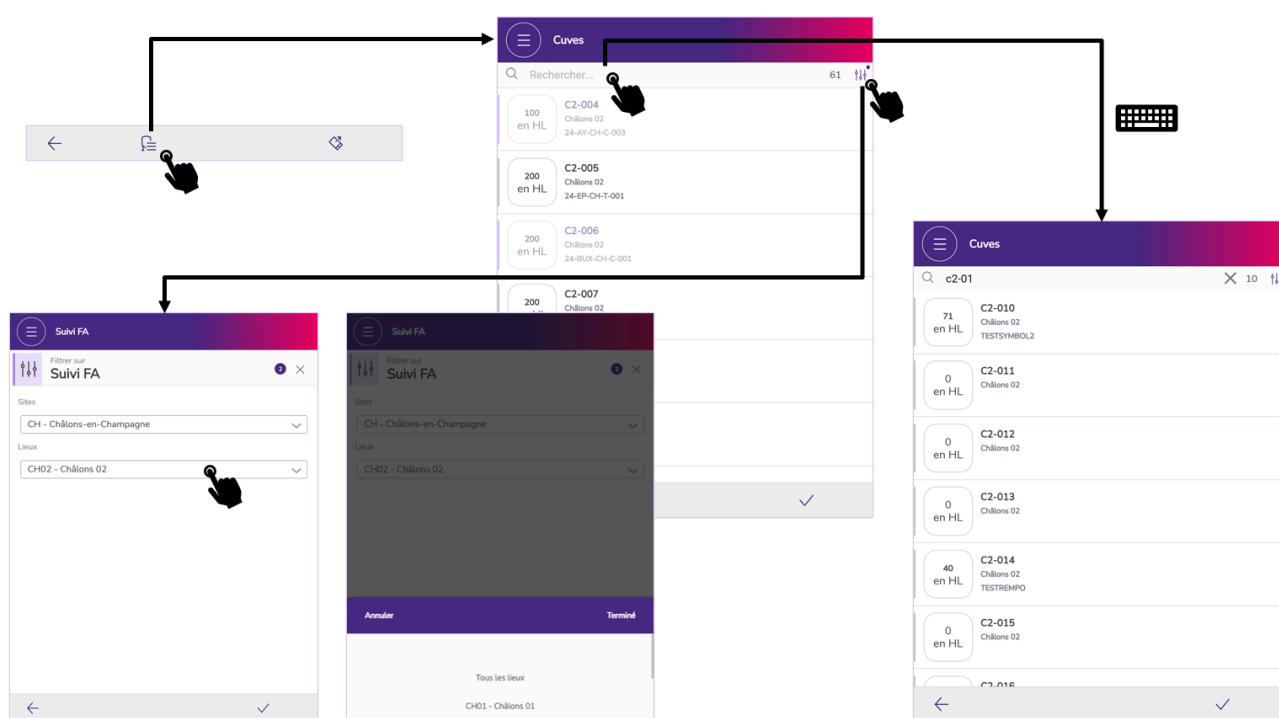 Cuves
Rechercher...
61
100
en HL
C2-004
Châlons 02
24-AY-CH-C-003
200
en HL
C2-005
Châlons 02
24-EP-CH-T-001
200
en HL
C2-006
Châlons 02
24-BUX-CH-C-001
200
C2-007
Châlons 02
Suivi FA
Filtrer sur
Suivi FA
2
Sites
CH - Châlons-en-Champagne
Lieux
CH02 - Châlons 02
Suivi FA
Filtrer sur
Suivi FA
2
Sites
CH - Châlons-en-Champagne
Lieux
CH02 - Châlons 02
Annuler
Terminé
Tous les lieux
CH01 - Châlons 01
Cuves
c2-01
10
71
en HL
C2-010
Châlons 02
TESTSYMBOL2
0
en HL
C2-011
Châlons 02
0
en HL
C2-012
Châlons 02
0
en HL
C2-013
Châlons 02
40
en HL
C2-014
Châlons 02
TESTREMPO
0
en HL
C2-015
Châlons 02
C2-016